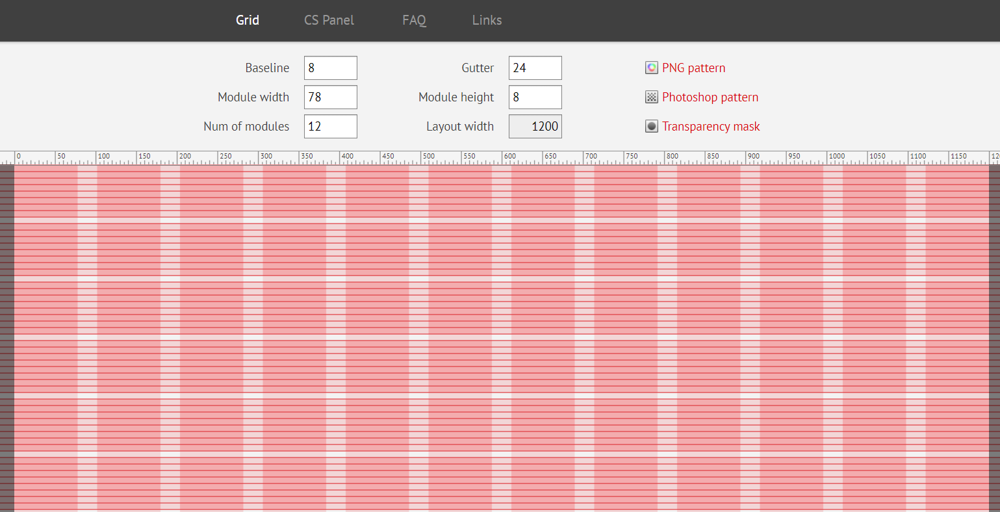 Grid CS Panel FAQ Links
Baseline 8 Gutter 24 PNG pattern
Module width 78 Module height 8 Photoshop pattern
Num of modules 12 Layout width 1200 Transparency mask
0 50 100 150 200 250 300 350 400 450 500 550 600 650 700 750 800 850 900 950 1000 1050 1100 1150